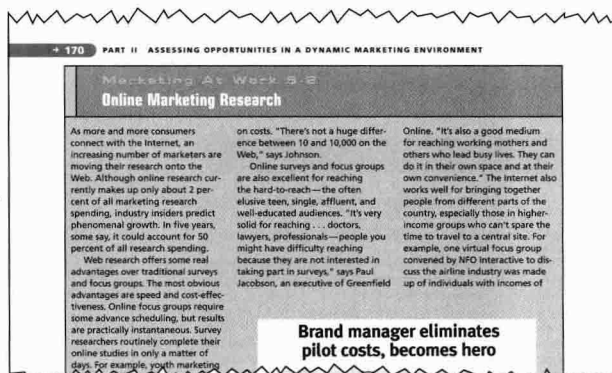 170 PART II ASSESSING OPPORTUNITIES IN A DYNAMIC MARKETING ENVIRONMENT
Marketing At Work 5-2
Online Marketing Research
As more and more consumers
connect with the Internet, an
increasing number of marketers are
moving their research onto the
Web. Although online research cur-
rently makes up only about 2 per-
cent of all marketing research
spending, industry insiders predict
phenomenal growth. In five years,
some say, it could account for 50
percent of all research spending.
Web research offers some real
advantages over traditional surveys
and focus groups. The most obvious
advantages are speed and cost-effec-
tiveness. Online focus groups require
some advance scheduling, but results
are practically instantaneous. Survey
researchers routinely complete their
online studies in only a matter of
days. For example, youth marketing
on costs. "There's not a huge differ-
ence between 10 and 10,000 on the
Web," says Johnson.
Online surveys and focus groups
are also excellent for reaching
the hard-to-reach—the often
elusive teen, single, affluent, and
well-educated audiences. "It's very
solid for reaching . . . doctors,
lawyers, professionals—people you
might have difficulty reaching
because they are not interested in
taking part in surveys," says Paul
Jacobson, an executive of Greenfield
Online. "It's also a good medium
for reaching working mothers and
others who lead busy lives. They can
do it in their own space and at their
own convenience." The Internet also
works well for bringing together
people from different parts of the
country, especially those in higher-
income groups who can't spare the
time to travel to a central site. For
example, one virtual focus group
convened by NFO Interactive to dis-
cuss the airline industry was made
up of individuals with incomes of
Brand manager eliminates
pilot costs, becomes hero